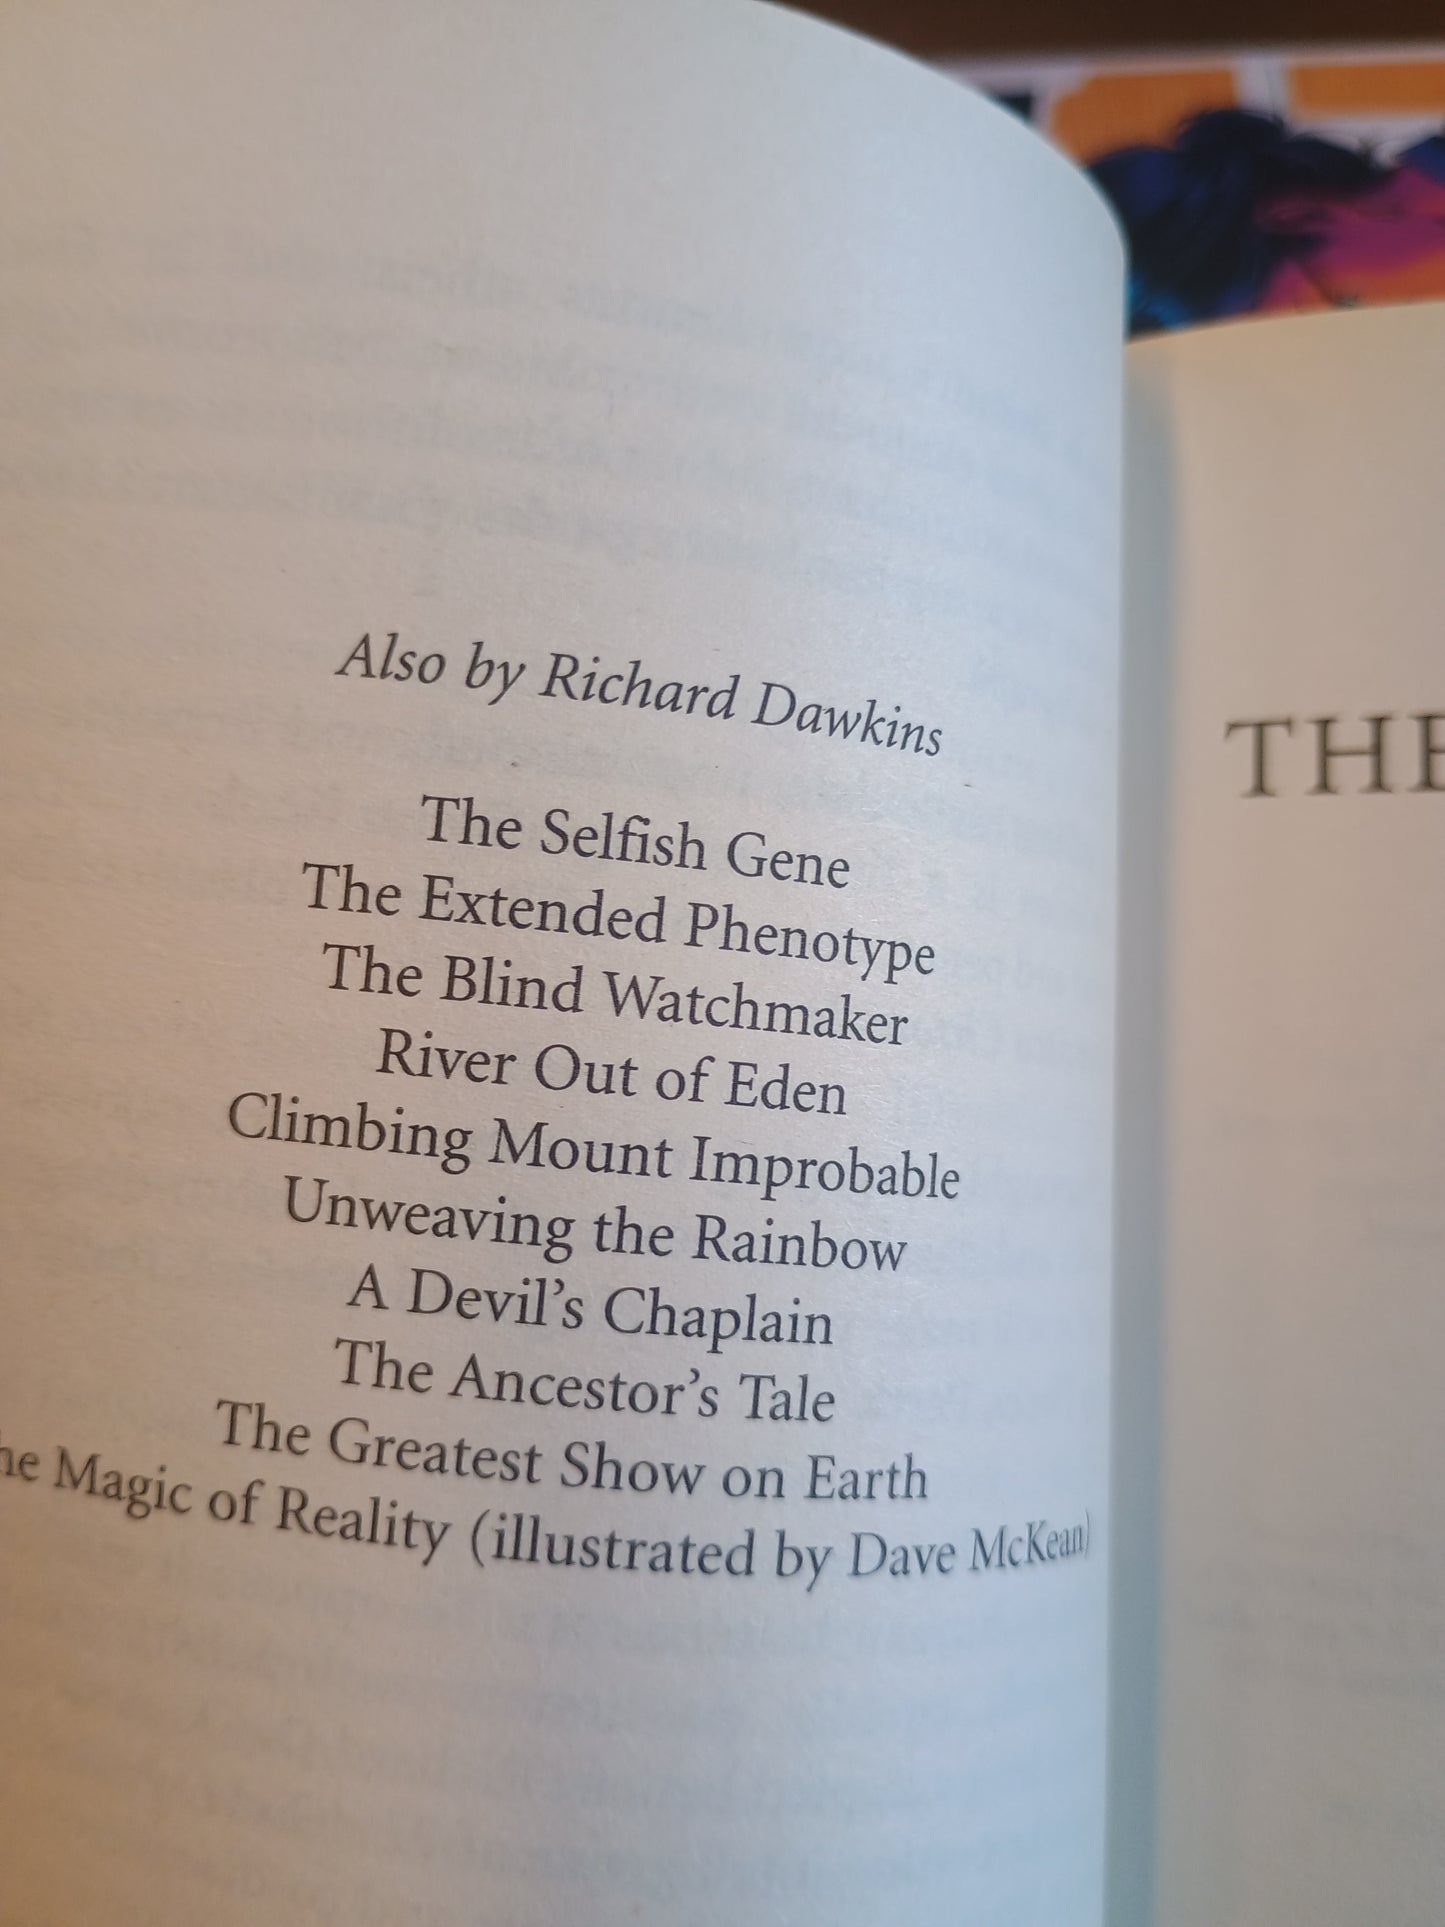 Also by Richard Dawkins
The Selfish Gene
The Extended Phenotype
The Blind Watchmaker
River Out of Eden
Climbing Mount Improbable
Unweaving the Rainbow
A Devil’s Chaplain
The Ancestor’s Tale
The Greatest Show on Earth
he Magic of Reality (illustrated by Dave McKean)
THE